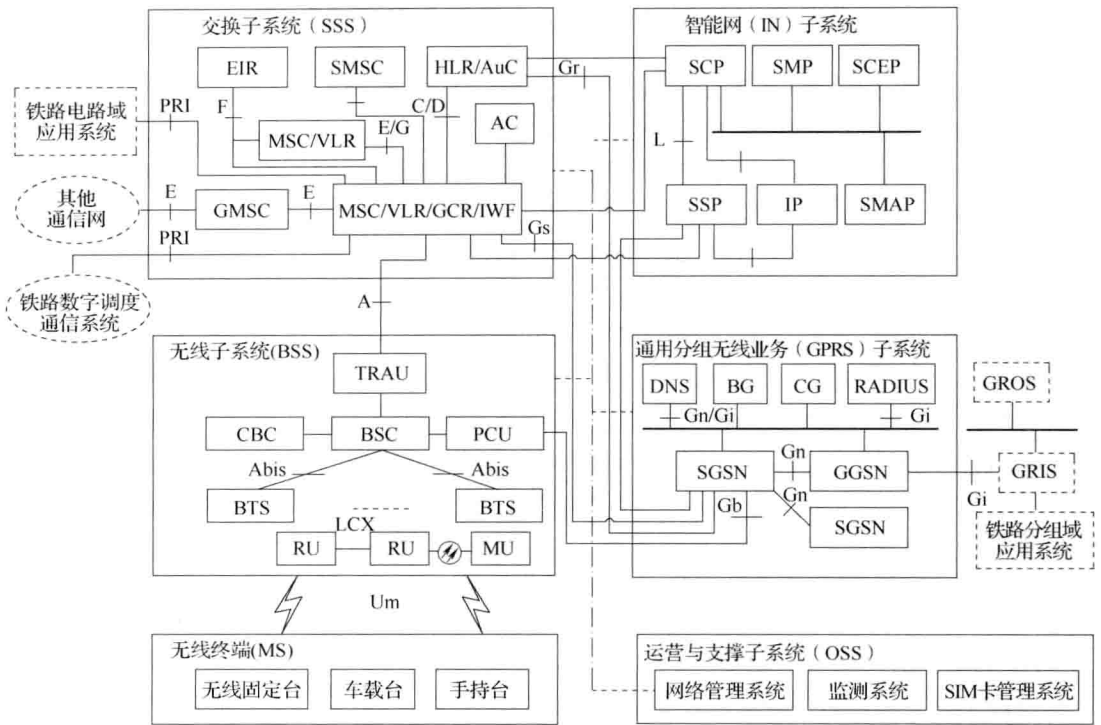 交换子系统（SSS）
EIR
SMSC
HLR/AuC
Gr
铁路电路域
应用系统
PRI
F
C/D
AC
MSC/VLR
E/G
其他
通信网
E
GMSC
E
MSC/VLR/GCR/IWF
Gs
PRI
铁路数字调度
通信系统
A
智能网（IN）子系统
SCP
SMP
SCEP
L
SSP
IP
SMAP
无线子系统(BSS)
TRAU
CBC
BSC
PCU
Abis
Abis
BTS
BTS
LCX
RU
RU
MU
Um
通用分组无线业务（GPRS）子系统
DNS
BG
CG
RADIUS
Gn/Gi
Gi
SGSN
Gn
GGSN
Gb
Gn
SGSN
GROS
GRIS
Gi
铁路分组域
应用系统
无线终端(MS)
无线固定台
车载台
手持台
运营与支撑子系统（OSS）
网络管理系统
监测系统
SIM卡管理系统